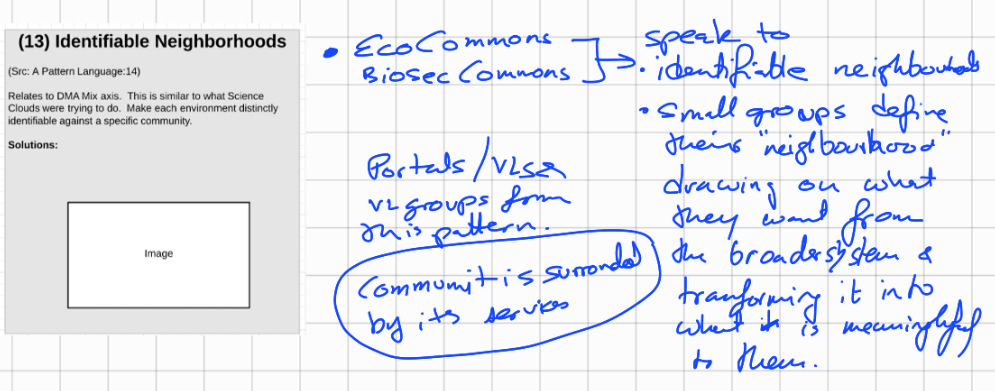 (13) Identifiable Neighborhoods
(Src: A Pattern Language:14)
Relates to DMA Mix axis. This is similar to what Science
Clouds were trying to do. Make each environment distinctly
identifiable against a specific community.
Solutions:
Image
• EcoCommons
BiosecCommons
speak to
• identifiable neighbourhoods
• Small groups define
theirs "neighbourhood"
drawing on what
they want from
the broader system &
tranforming it into
what it is meaninghful
to them.
Portals/VLs
VL groups from
this pattern.
Communit is surronded
by its services